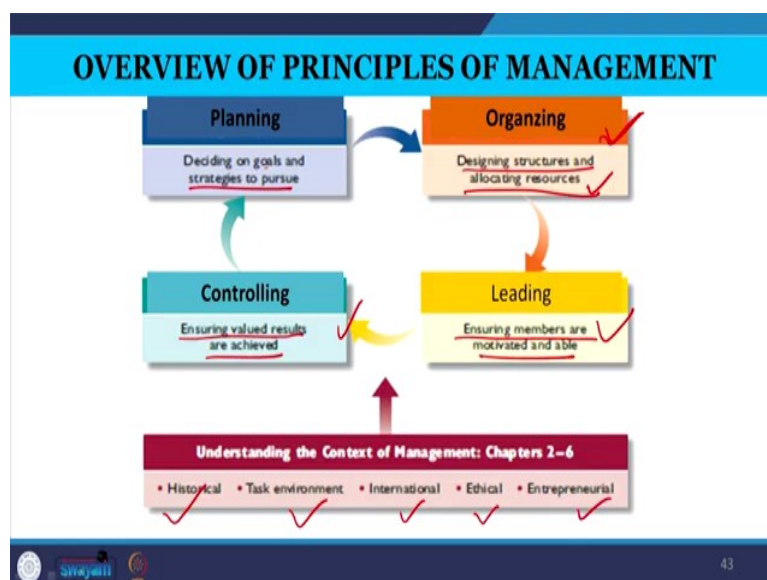 OVERVIEW OF PRINCIPLES OF MANAGEMENT
Planning
Deciding on goals and
strategies to pursue
Organzing
Designing structures and
allocating resources
Controlling
Ensuring valued results
are achieved
Leading
Ensuring members are
motivated and able
Understanding the Context of Management: Chapters 2–6
• Historical • Task environment • International • Ethical • Entrepreneurial
swayam
43